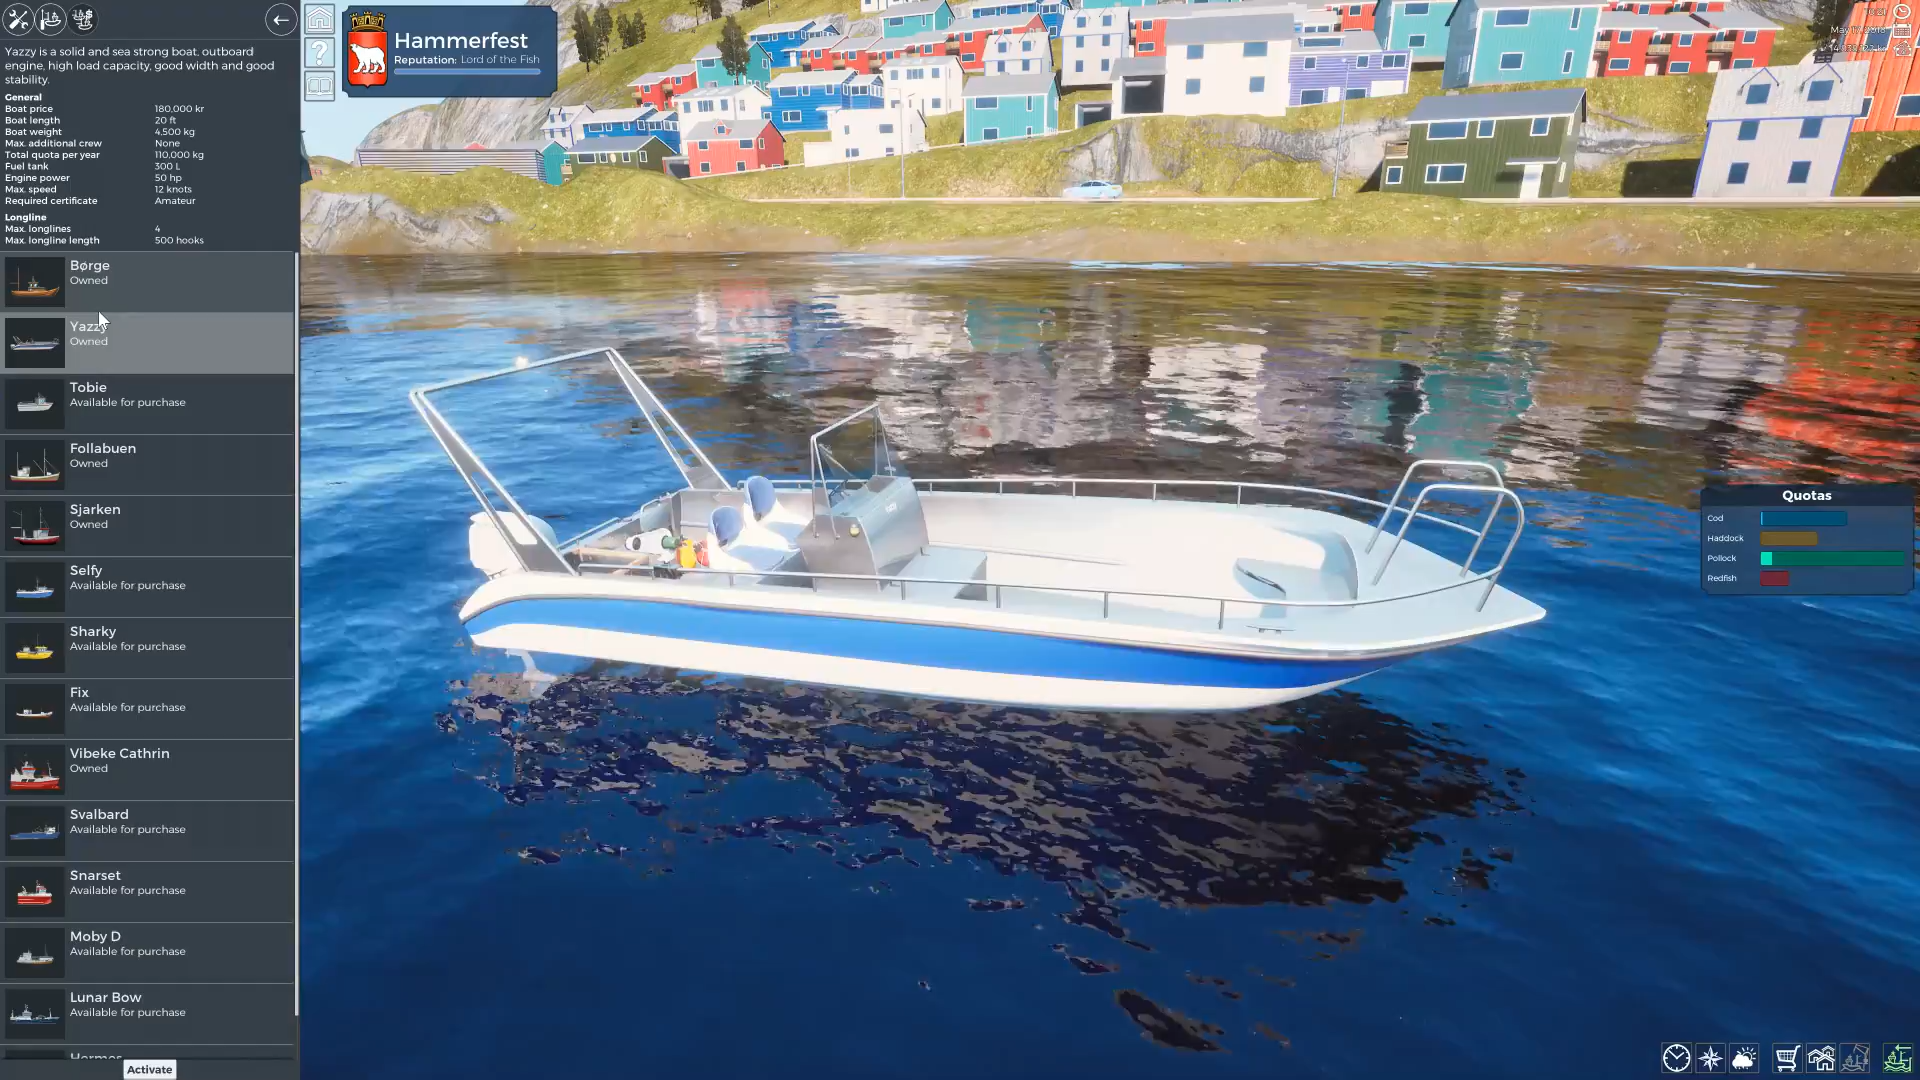 Yazzy is a solid and sea strong boat, outboard
engine, high load capacity, good width and good
stability.
General
Boat price 180,000 kr
Boat length 20 ft
Boat weight 4,500 kg
Max. additional crew None
Total quota per year 110,000 kg
Fuel tank 300 L
Engine power 50 hp
Max. speed 12 knots
Required certificate Amateur
Longline
Max. longlines 4
Max. longline length 500 hooks
Børge
Owned
Yazzy
Owned
Tobie
Available for purchase
Follabuen
Owned
Sjarken
Owned
Selfy
Available for purchase
Sharky
Available for purchase
Fix
Available for purchase
Vibeke Cathrin
Owned
Svalbard
Available for purchase
Snarset
Available for purchase
Moby D
Available for purchase
Lunar Bow
Available for purchase
Hermes
Activate
Hammerfest
Reputation: Lord of the Fish
Quotas
Cod
Haddock
Pollock
Redfish